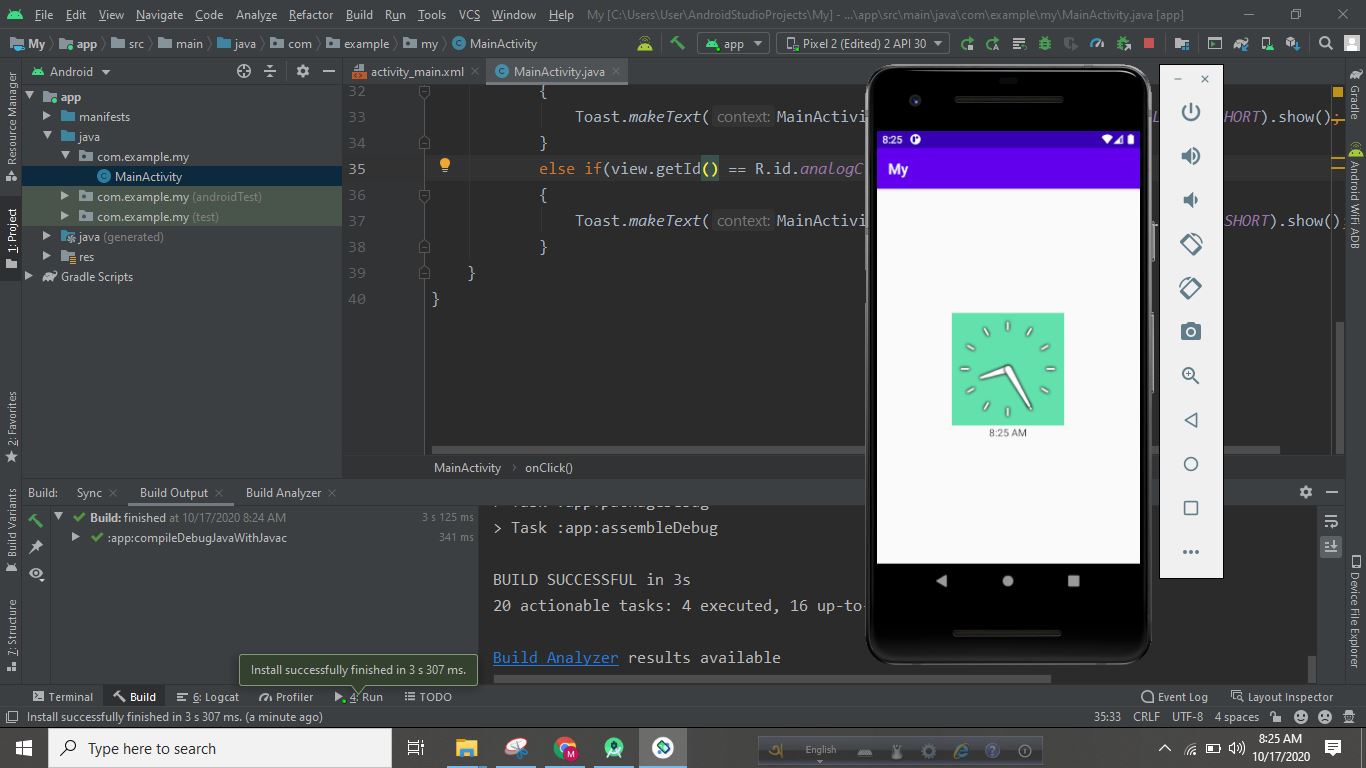 File Edit View Navigate Code Analyze Refactor Build Run Tools VCS Window Help My [C:\Users\User\AndroidStudioProjects\My] - ...\app\src\main\java\com\example\my\MainActivity.java [app]
My app src main java com example my MainActivity app Pixel 2 (Edited) 2 API 30
Android activity_main.xml MainActivity.java
Resource Manager
1: Project
2: Favorites
Build Variants
7: Structure
app
manifests
java
com.example.my
MainActivity
com.example.my (androidTest)
com.example.my (test)
java (generated)
res
Gradle Scripts
32 {
33 Toast.makeText( context: MainActivi HORT).show();
34 }
35 else if(view.getId() == R.id.analogC
36 {
37 Toast.makeText( context: MainActivi SHORT).show()
38 }
39 }
40 }
MainActivity onClick()
8:25
My
8:25 AM
Gradle
Android WiFi ADB
Device File Explorer
Build: Sync Build Output Build Analyzer
Build: finished at 10/17/2020 8:24 AM 3 s 125 ms
:app:compileDebugJavaWithJavac 341 ms
> Task :app:packageDebug
> Task :app:assembleDebug
BUILD SUCCESSFUL in 3s
20 actionable tasks: 4 executed, 16 up-to-
Build Analyzer results available
Install successfully finished in 3 s 307 ms.
Terminal Build 6: Logcat Profiler 4: Run TODO Event Log Layout Inspector
Install successfully finished in 3 s 307 ms. (a minute ago) 35:33 CRLF UTF-8 4 spaces
Type here to search
অ English
8:25 AM
10/17/2020